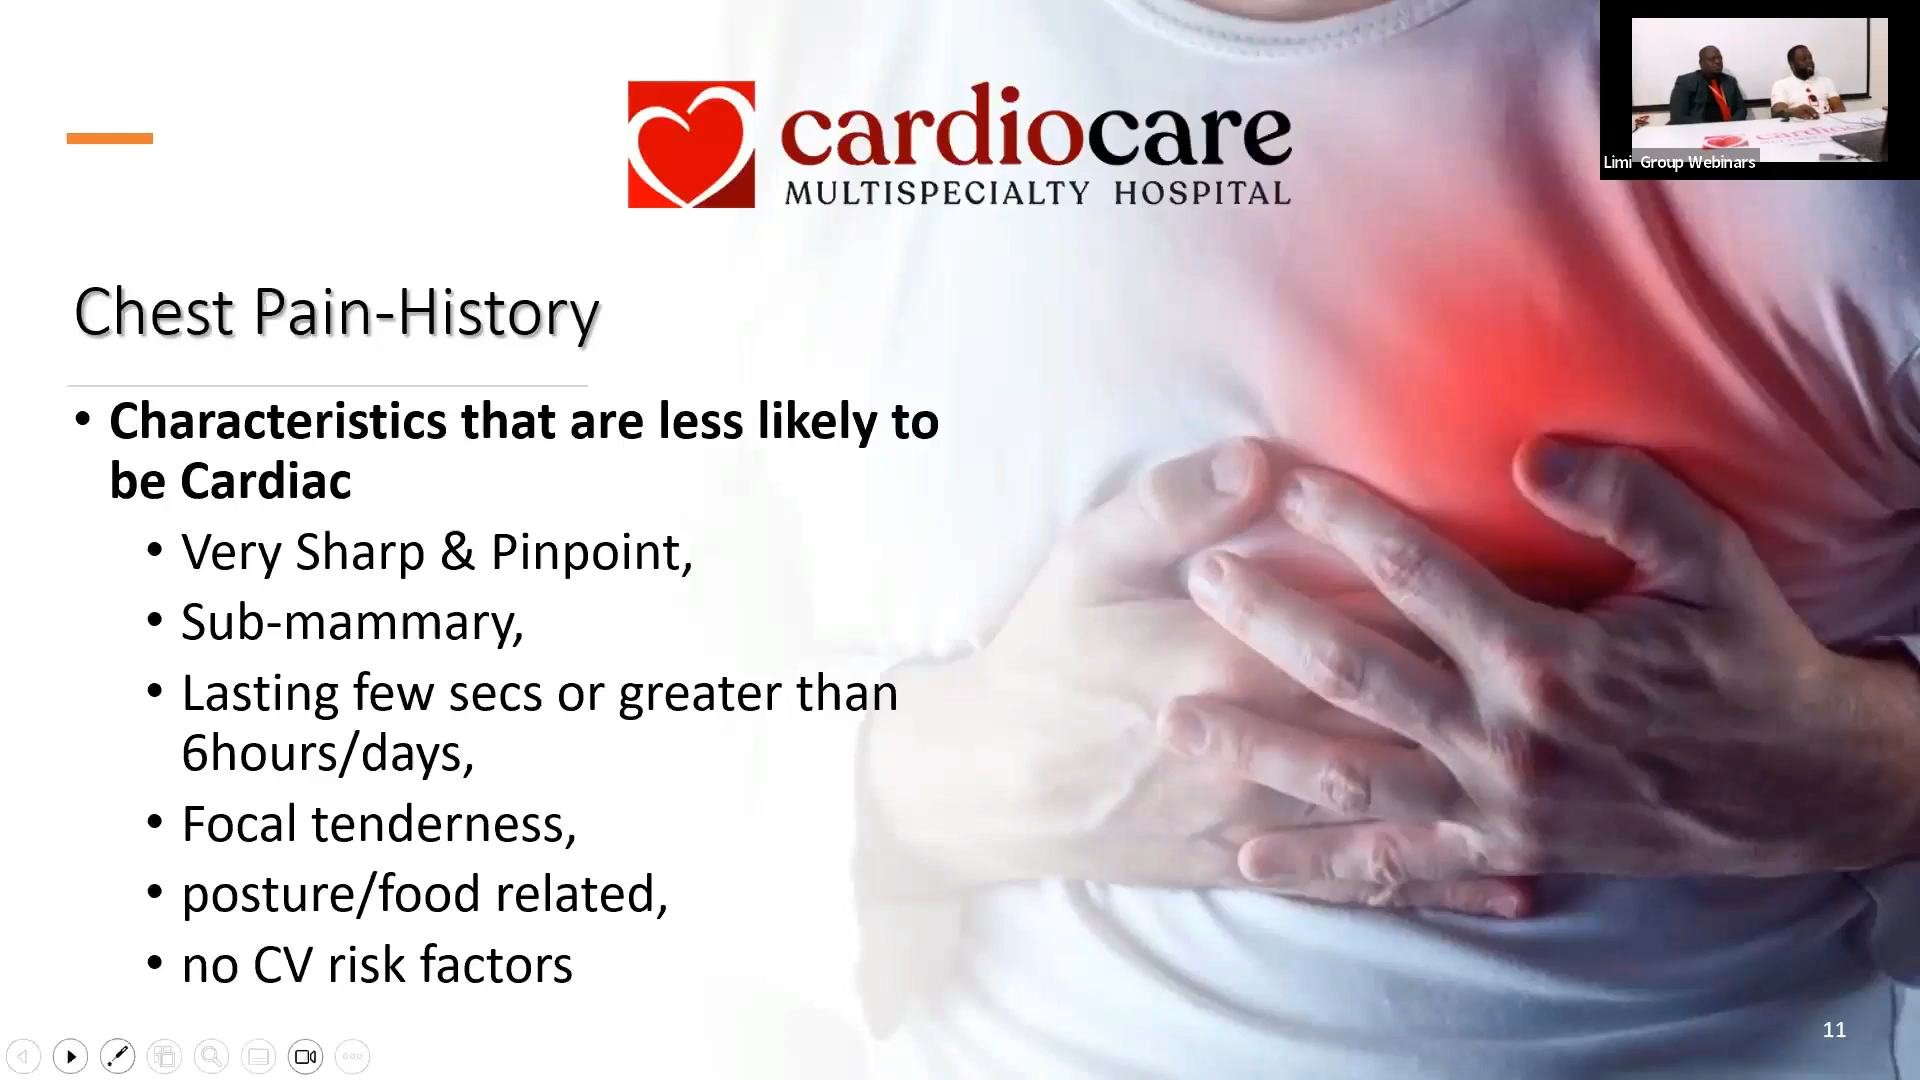 cardiocare
MULTISPECIALTY HOSPITAL
Limi Group Webinars
Chest Pain-History
• Characteristics that are less likely to
be Cardiac
• Very Sharp & Pinpoint,
• Sub-mammary,
• Lasting few secs or greater than
6hours/days,
• Focal tenderness,
• posture/food related,
• no CV risk factors
11